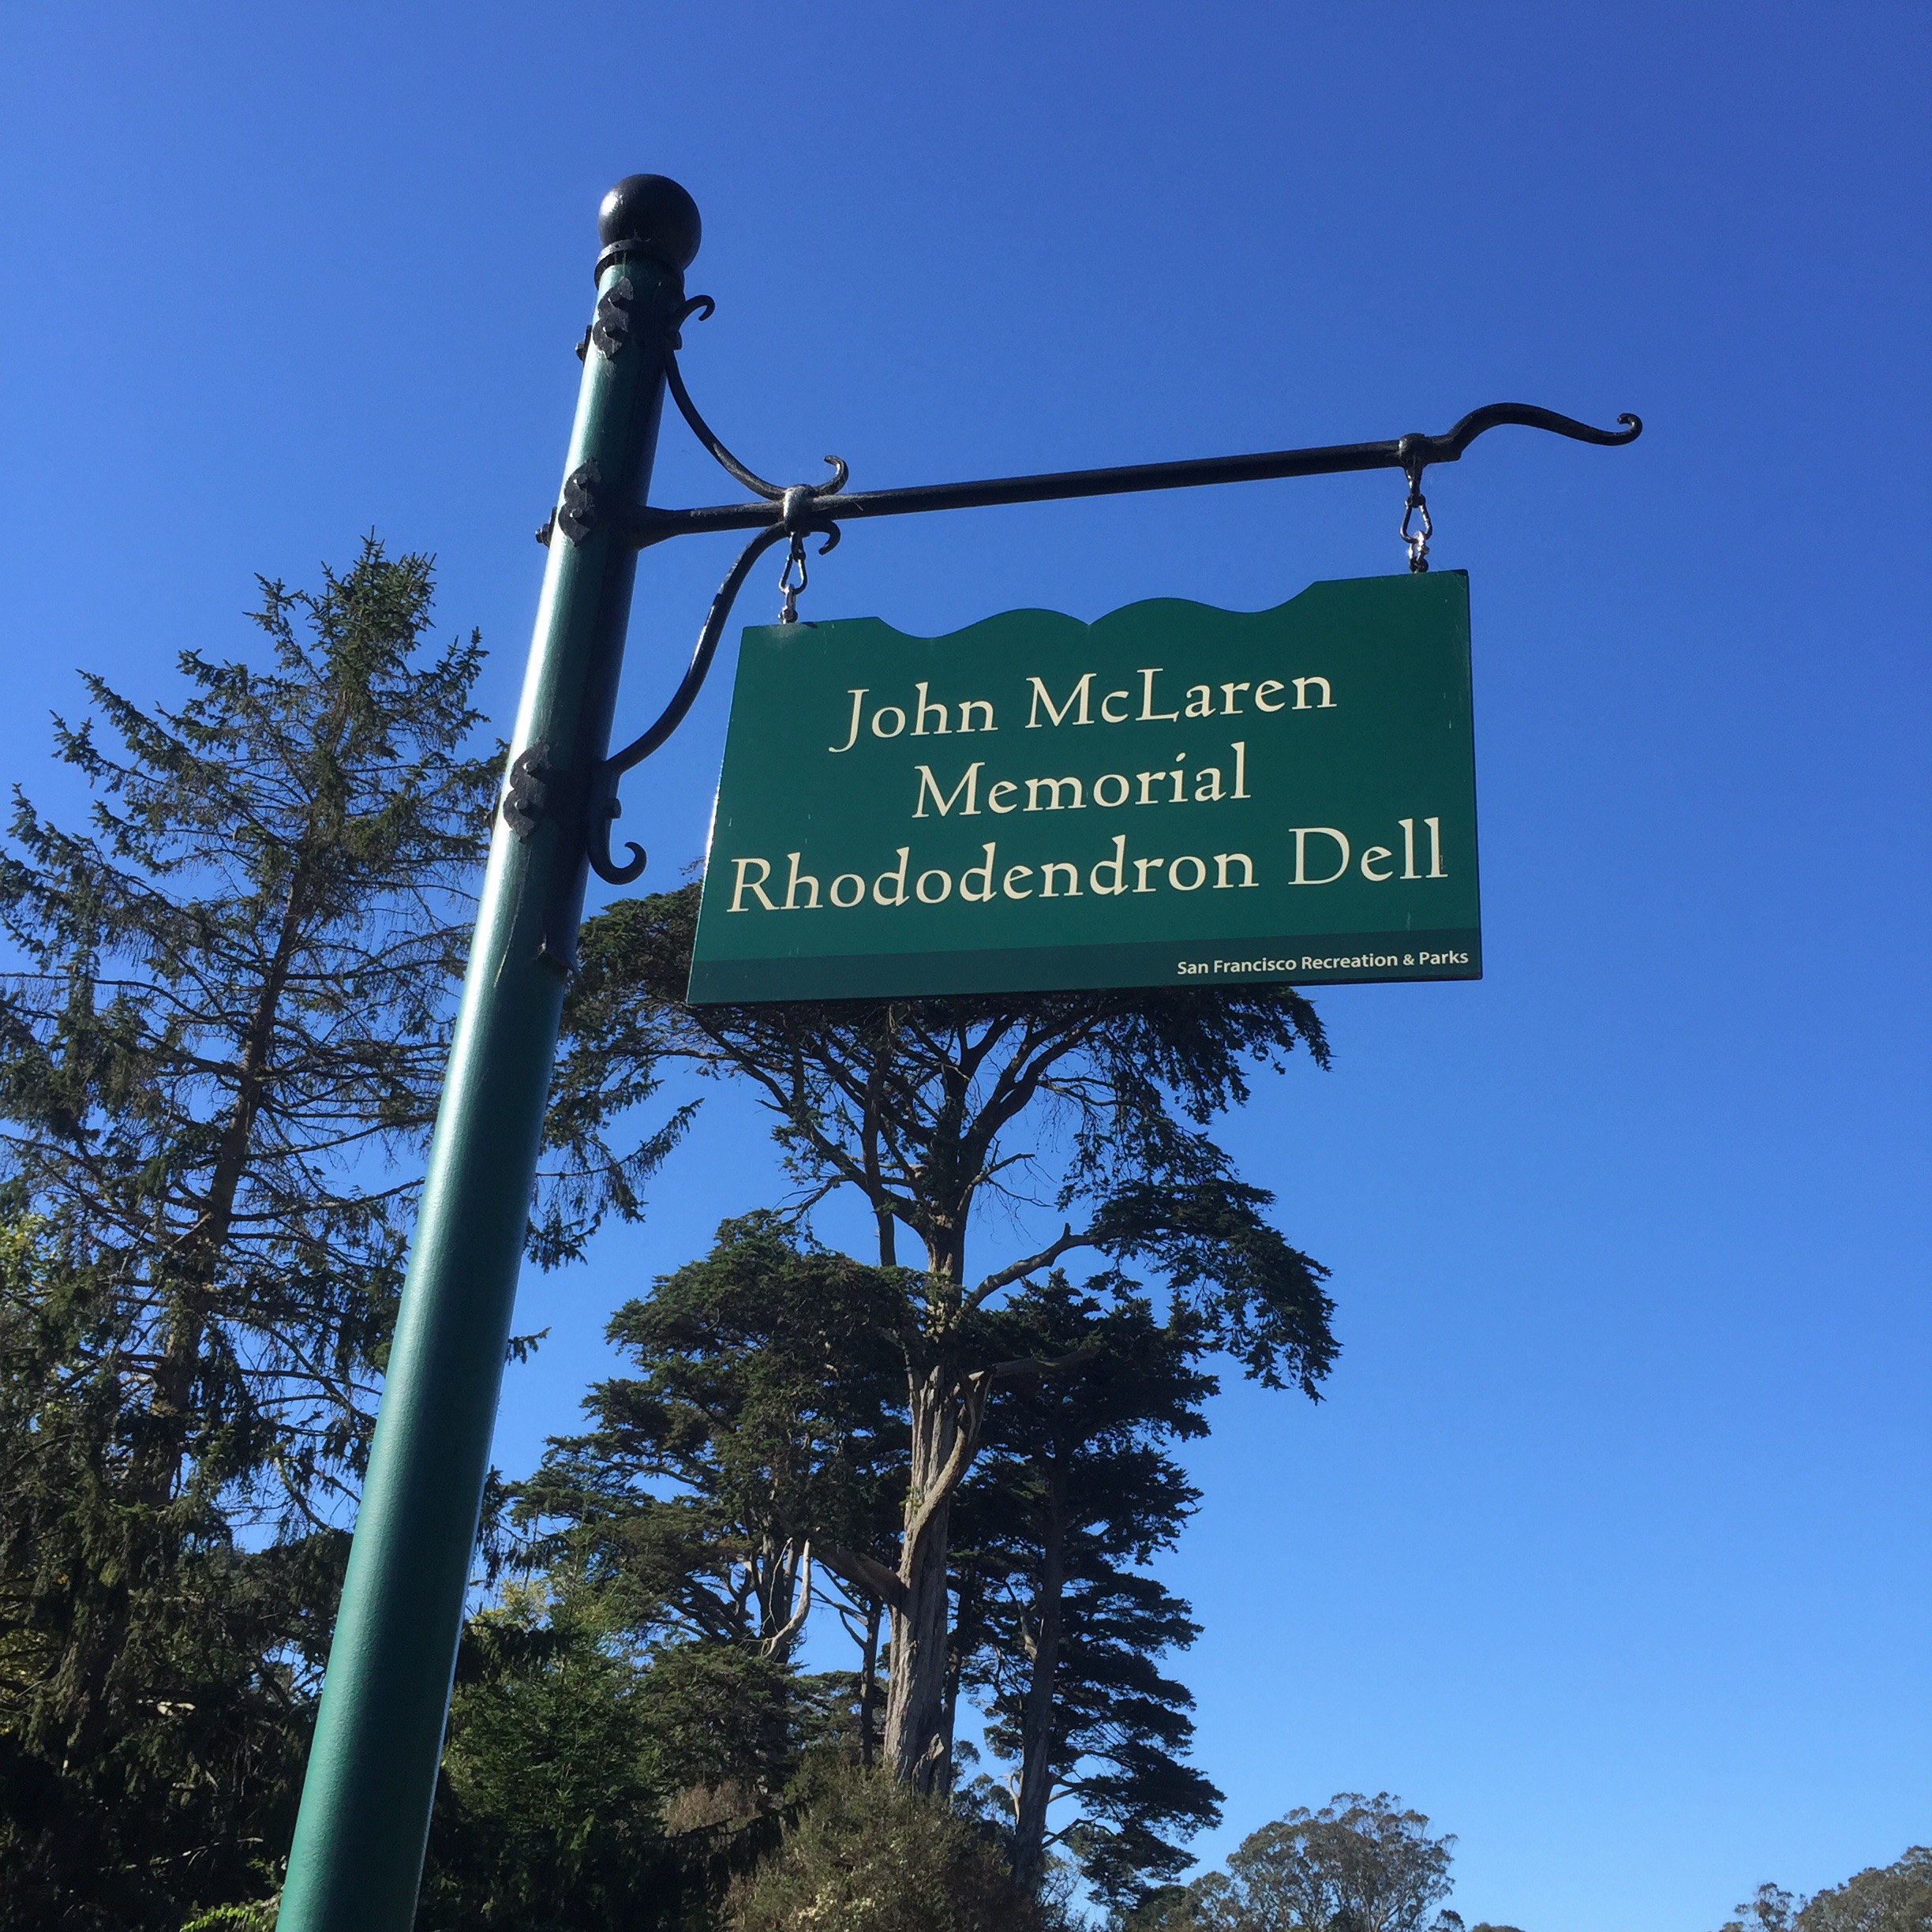 John McLaren
Memorial
Rhododendron Dell
San Francisco Recreation & Parks